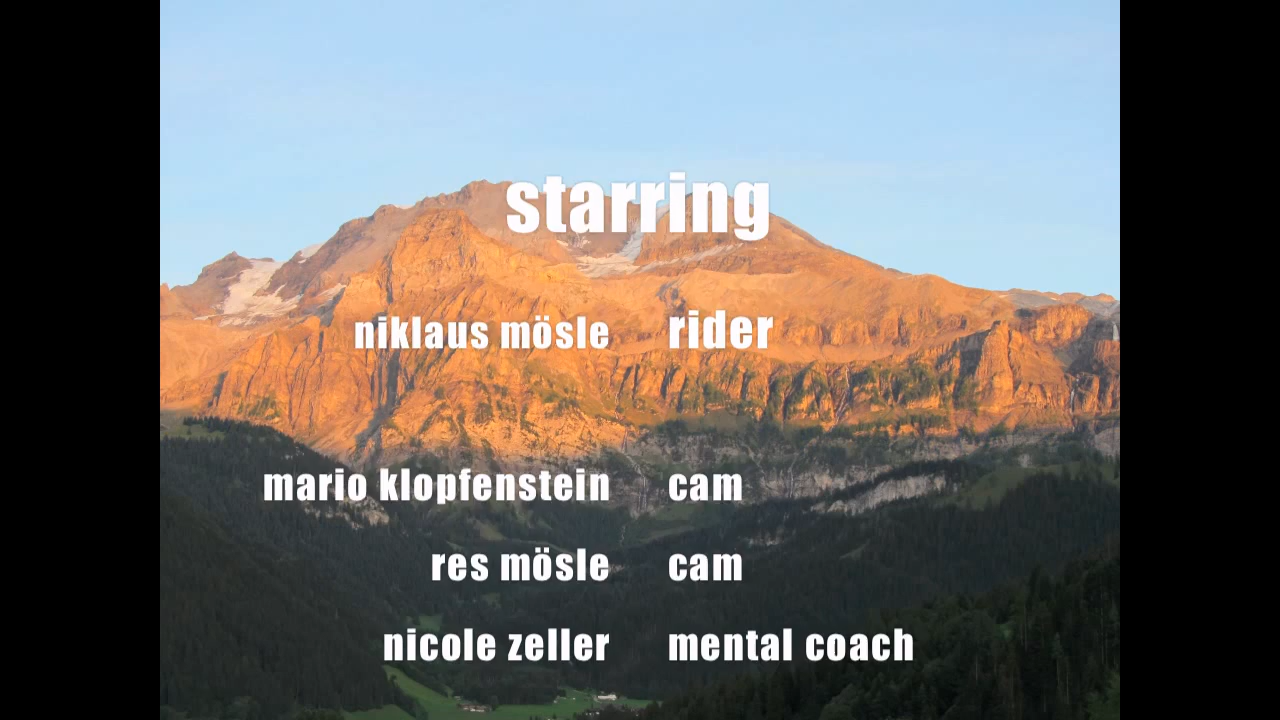 starring
niklaus mösle rider
mario klopfenstein cam
res mösle cam
nicole zeller mental coach